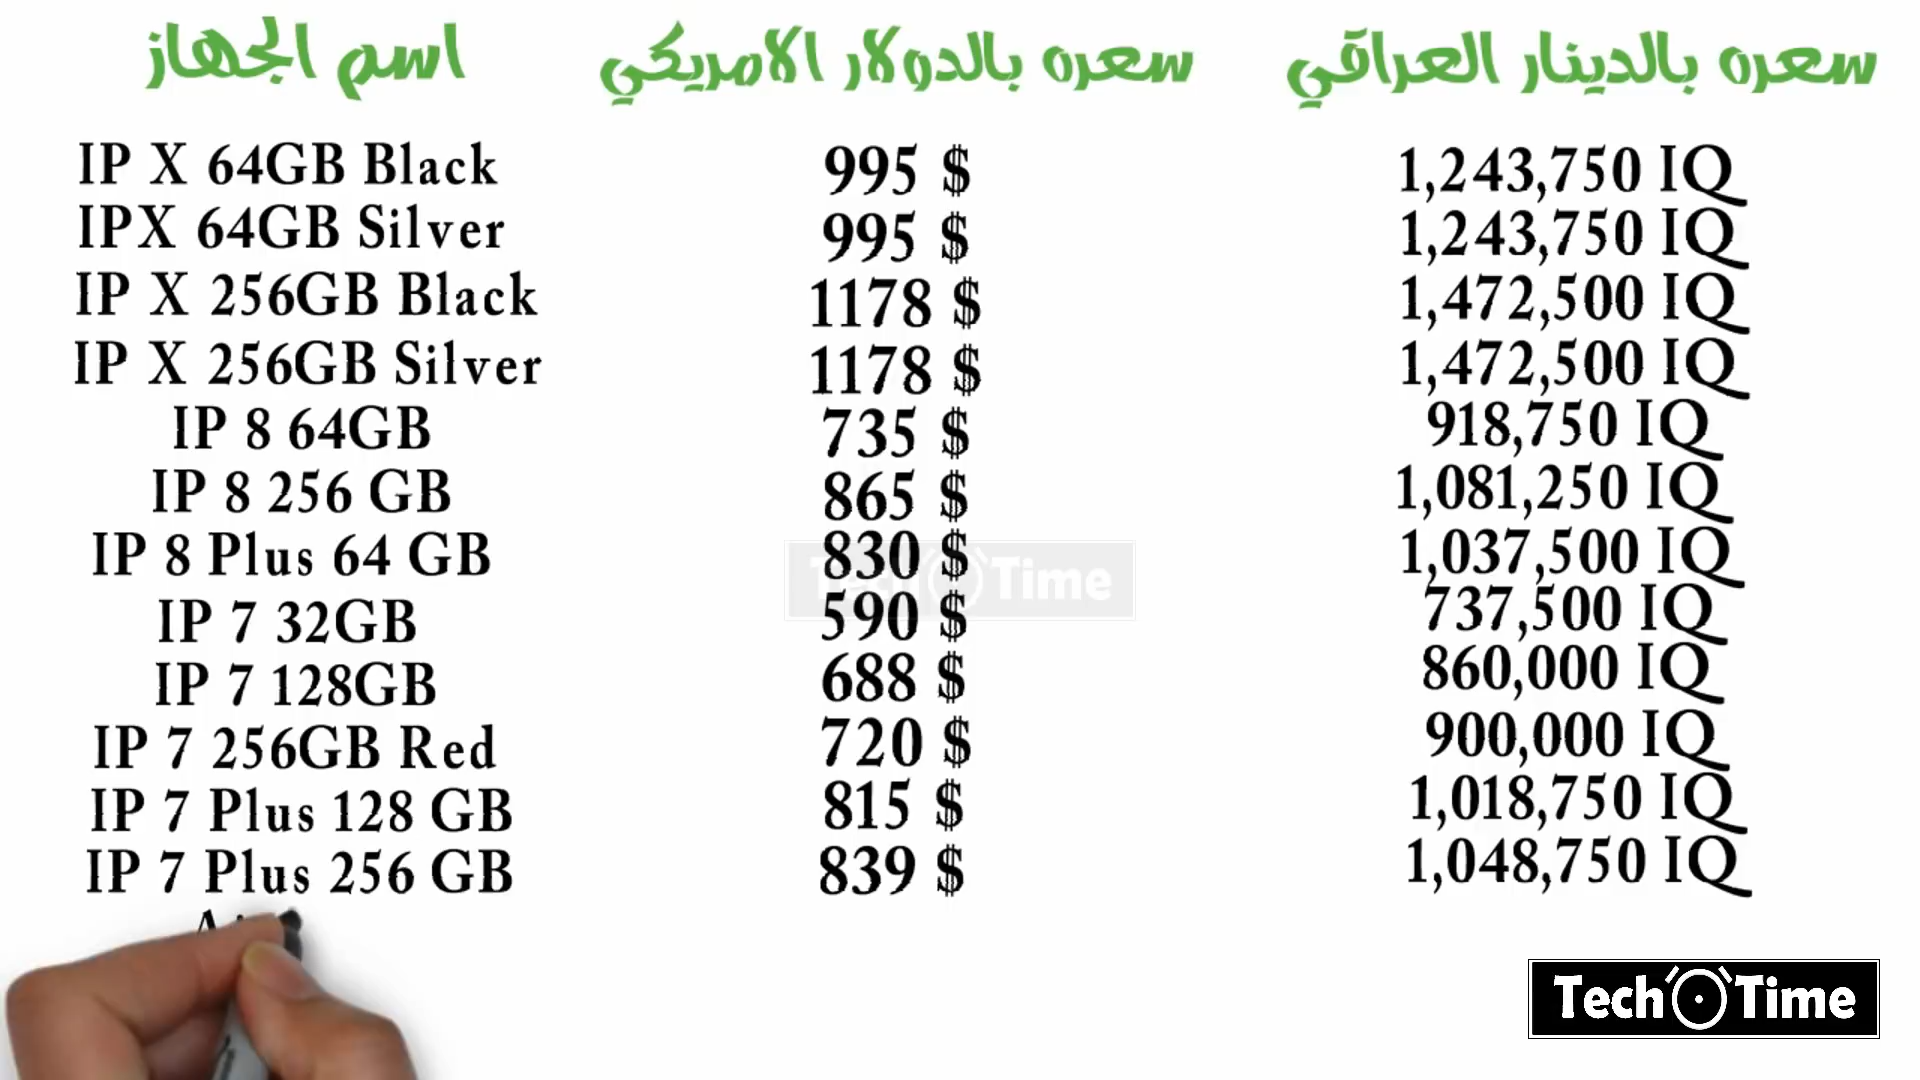 اسم الجهاز سعره بالدولار الامريكي سعره بالدينار العراقي
IP X 64GB Black 995 $ 1,243,750 IQ
IPX 64GB Silver 995 $ 1,243,750 IQ
IP X 256GB Black 1178 $ 1,472,500 IQ
IP X 256GB Silver 1178 $ 1,472,500 IQ
IP 8 64GB 735 $ 918,750 IQ
IP 8 256 GB 865 $ 1,081,250 IQ
IP 8 Plus 64 GB 830 $ 1,037,500 IQ
Tech Time
IP 7 32GB 590 $ 737,500 IQ
IP 7 128GB 688 $ 860,000 IQ
IP 7 256GB Red 720 $ 900,000 IQ
IP 7 Plus 128 GB 815 $ 1,018,750 IQ
IP 7 Plus 256 GB 839 $ 1,048,750 IQ
Tech Time